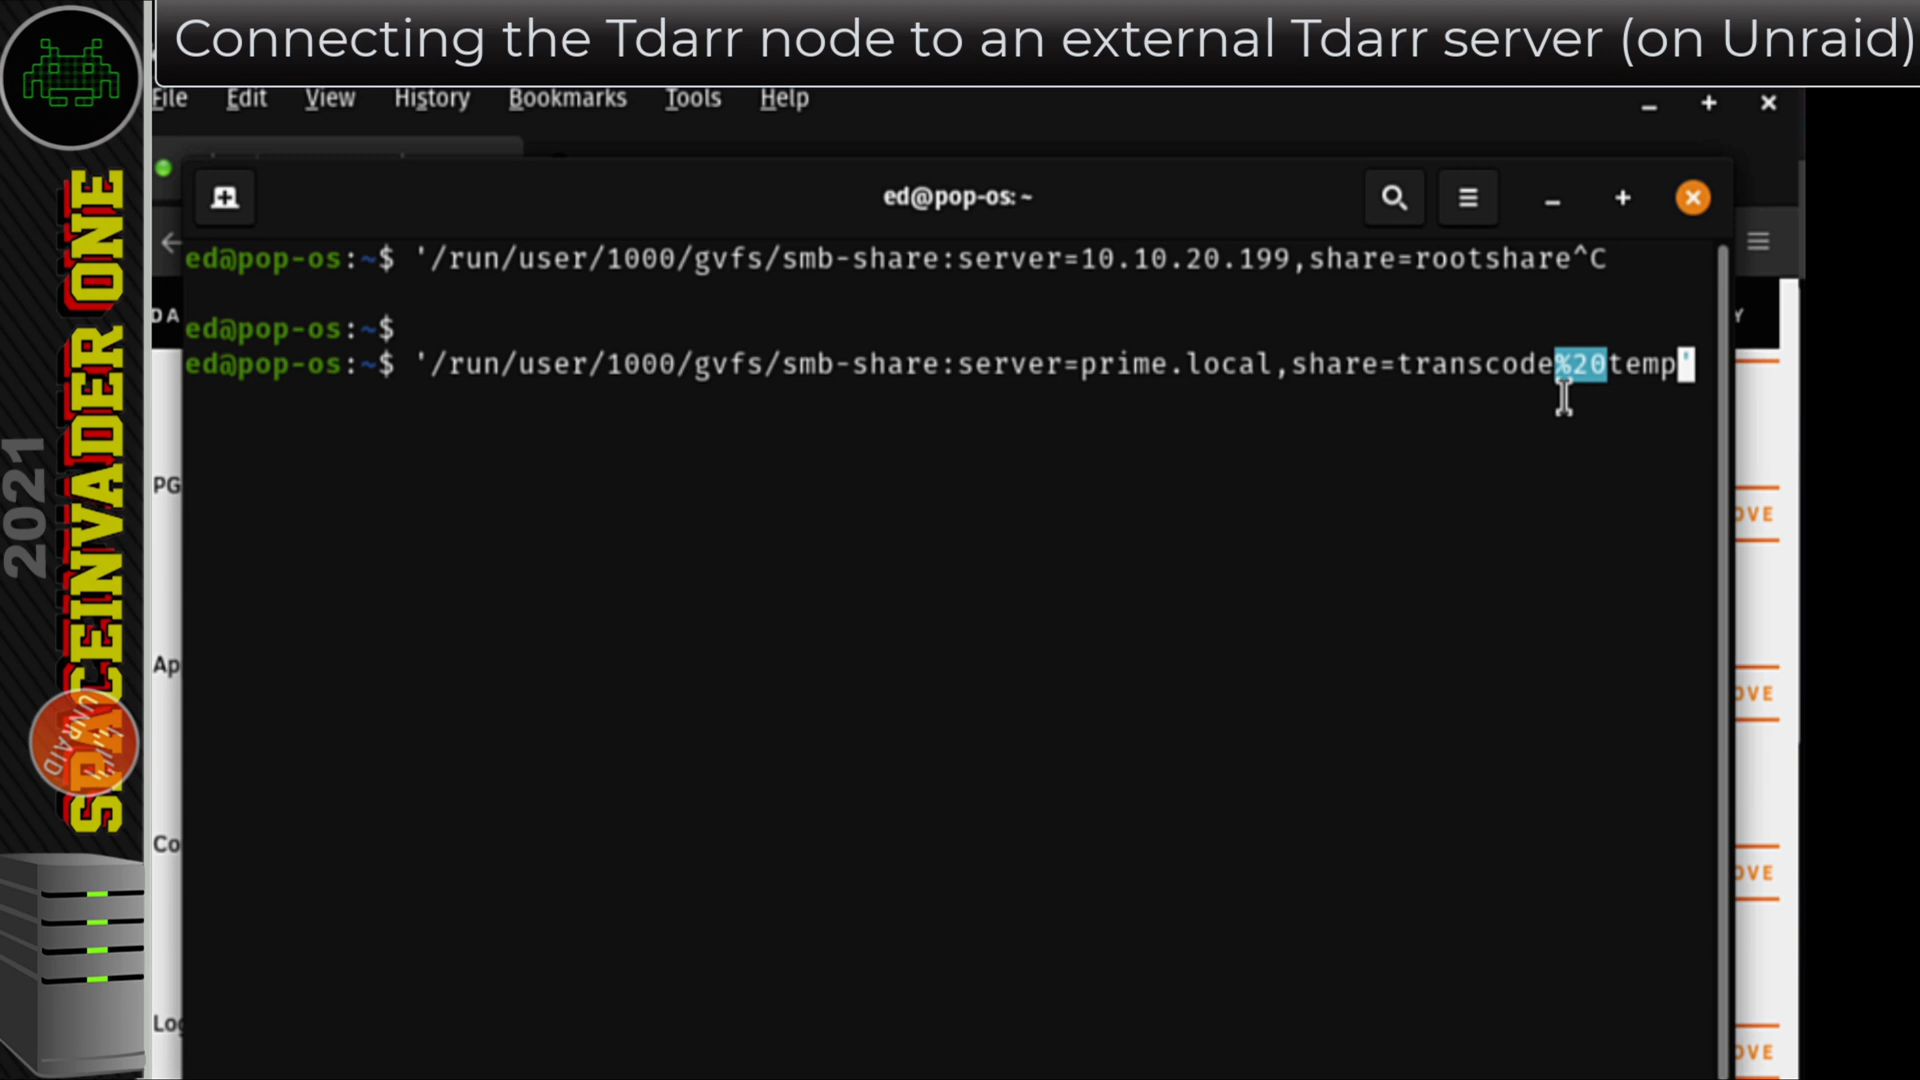 Connecting the Tdarr node to an external Tdarr server (on Unraid)
File Edit View History Bookmarks Tools Help
ed@pop-os: ~
ed@pop-os:~$ '/run/user/1000/gvfs/smb-share:server=10.10.20.199,share=rootshare^C
DA
Y
ed@pop-os:~$
ed@pop-os:~$ '/run/user/1000/gvfs/smb-share:server=prime.local,share=transcode%20temp'
PG
OVE
Ap
OVE
Co
OVE
Log
OVE
2021
SPACEINVADER ONE
UNRAID